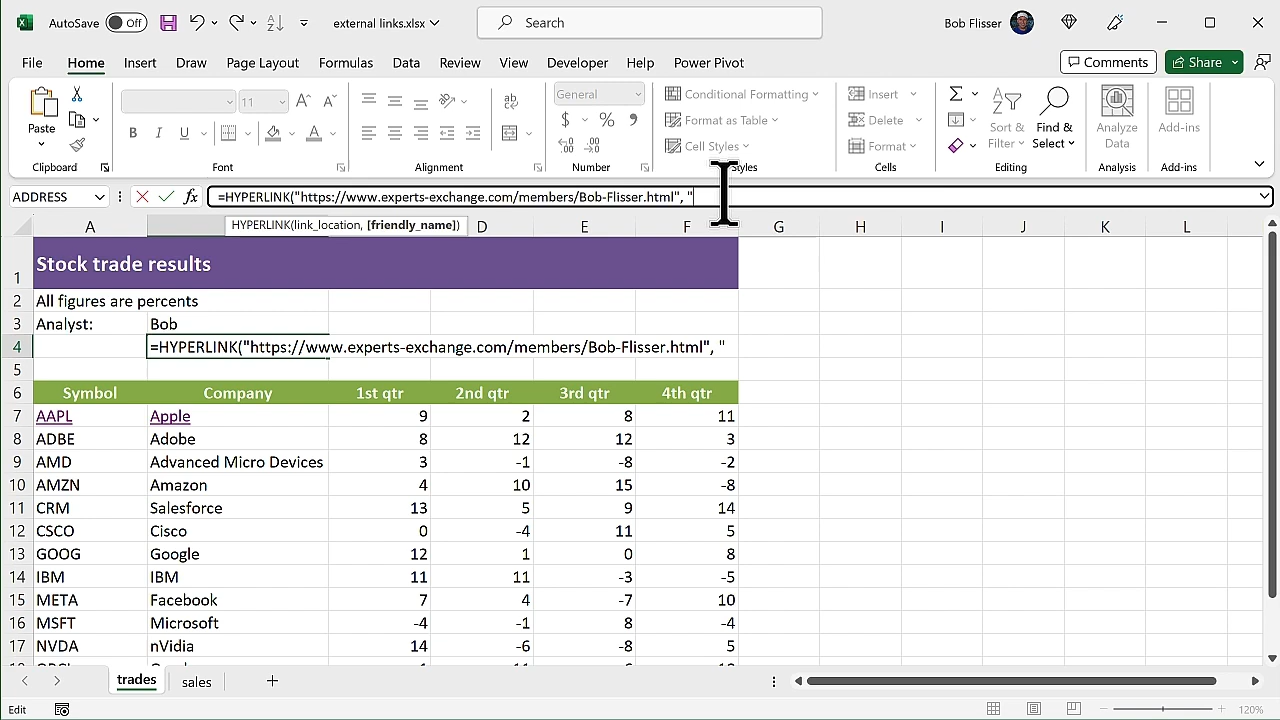 AutoSave Off external links.xlsx Search Bob Flisser
File Home Insert Draw Page Layout Formulas Data Review View Developer Help Power Pivot Comments Share
Paste
Clipboard
11
B I U A
Font
ab
Alignment
General
$ % 9
Number
Conditional Formatting
Format as Table
Cell Styles
Styles
Insert
Delete
Format
Cells
Sort & Filter
Find & Select
Editing
Analyze Data
Analysis
Add-ins
Add-ins
ADDRESS fx =HYPERLINK("https://www.experts-exchange.com/members/Bob-Flisser.html", "
HYPERLINK(link_location, [friendly_name])
A D E F G H I J K L
1 Stock trade results
2 All figures are percents
3 Analyst: Bob
4 =HYPERLINK("https://www.experts-exchange.com/members/Bob-Flisser.html", "
5
6 Symbol Company 1st qtr 2nd qtr 3rd qtr 4th qtr
7 AAPL Apple 9 2 8 11
8 ADBE Adobe 8 12 12 3
9 AMD Advanced Micro Devices 3 -1 -8 -2
10 AMZN Amazon 4 10 15 -8
11 CRM Salesforce 13 5 9 14
12 CSCO Cisco 0 -4 11 5
13 GOOG Google 12 1 0 8
14 IBM IBM 11 11 -3 -5
15 META Facebook 7 4 -7 10
16 MSFT Microsoft -4 -1 8 -4
17 NVDA nVidia 14 -6 -8 5
trades sales
Edit 120%